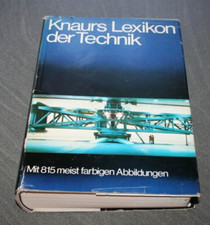 Knaurs Lexikon
der Technik
Mit 815 meist farbigen Abbildungen